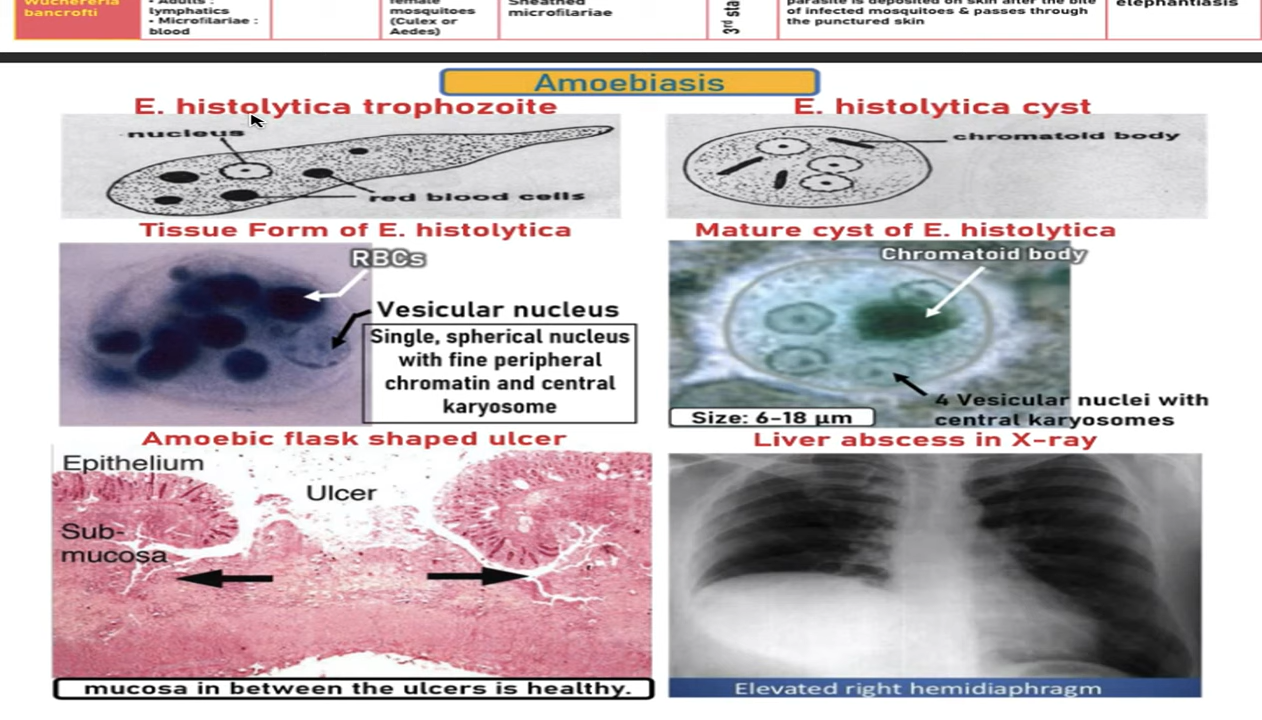 Wuchereria
bancrofti
• Adults :
lymphatics
• Microfilariae :
blood
female
mosquitoes
(Culex or
Aedes)
Sheathed
microfilariae
3rd sta
parasite is deposited on skin after the bite
of infected mosquitoes & passes through
the punctured skin
elephantiasis
Amoebiasis
E. histolytica trophozoite
nucleus
red blood cells
E. histolytica cyst
chromatoid body
Tissue Form of E. histolytica
RBCs
Vesicular nucleus
Single, spherical nucleus
with fine peripheral
chromatin and central
karyosome
Mature cyst of E. histolytica
Chromatoid body
4 Vesicular nuclei with
central karyosomes
Size: 6-18 µm
Amoebic flask shaped ulcer
Epithelium
Ulcer
Sub-
mucosa
mucosa in between the ulcers is healthy.
Liver abscess in X-ray
Elevated right hemidiaphragm